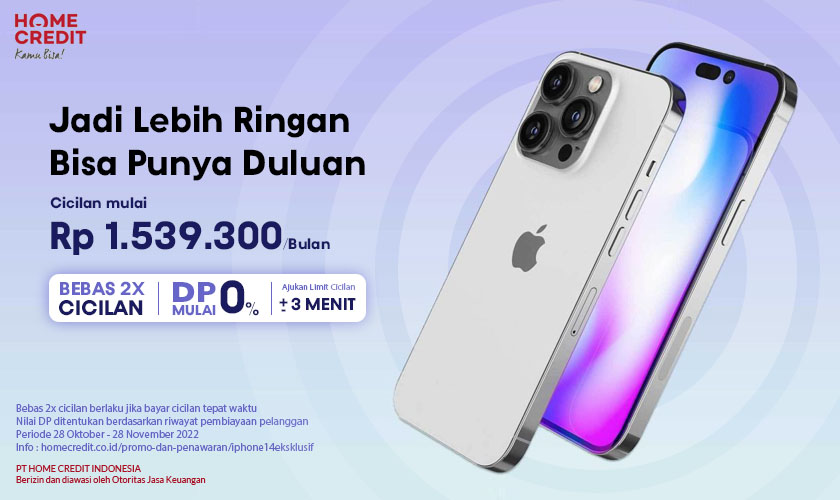 HOME
CREDIT
Kamu Bisa!
Jadi Lebih Ringan
Bisa Punya Duluan
Cicilan mulai
Rp 1.539.300/Bulan
BEBAS 2X
CICILAN
DP
MULAI
0%
Ajukan Limit Cicilan
± 3 MENIT
Bebas 2x cicilan berlaku jika bayar cicilan tepat waktu
Nilai DP ditentukan berdasarkan riwayat pembiayaan pelanggan
Periode 28 Oktober - 28 November 2022
Info : homecredit.co.id/promo-dan-penawaran/iphone14eksklusif
PT HOME CREDIT INDONESIA
Berizin dan diawasi oleh Otoritas Jasa Keuangan